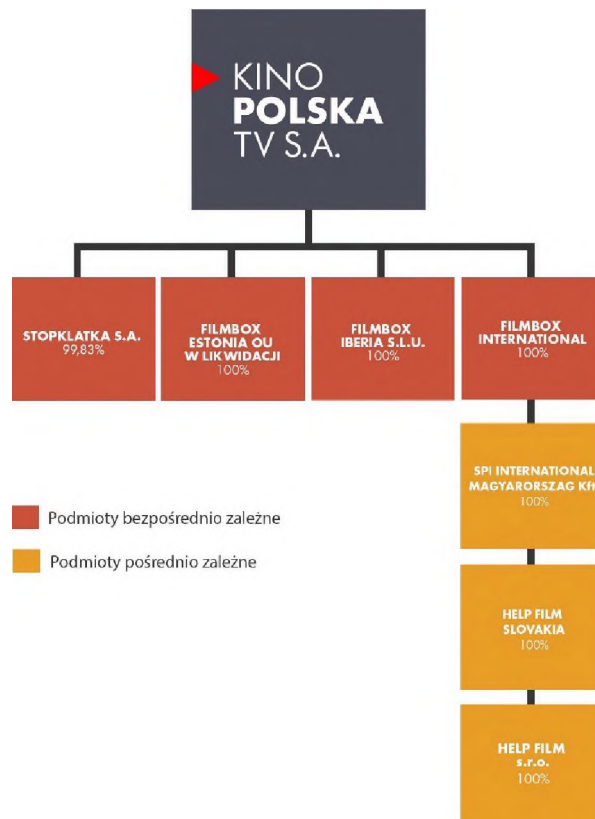 KINO
POLSKA
TV S.A.
STOPKLATKA S.A.
99,83%
FILMBOX
ESTONIA OU
W LIKWIDACJI
100%
FILMBOX
IBERIA S.L.U.
100%
FILMBOX
INTERNATIONAL
100%
SPI INTERNATIONAL
MAGYARORSZAG Kft
100%
Podmioty bezpośrednio zależne
Podmioty pośrednio zależne
HELP FILM
SLOVAKIA
100%
HELP FILM
s.r.o.
100%